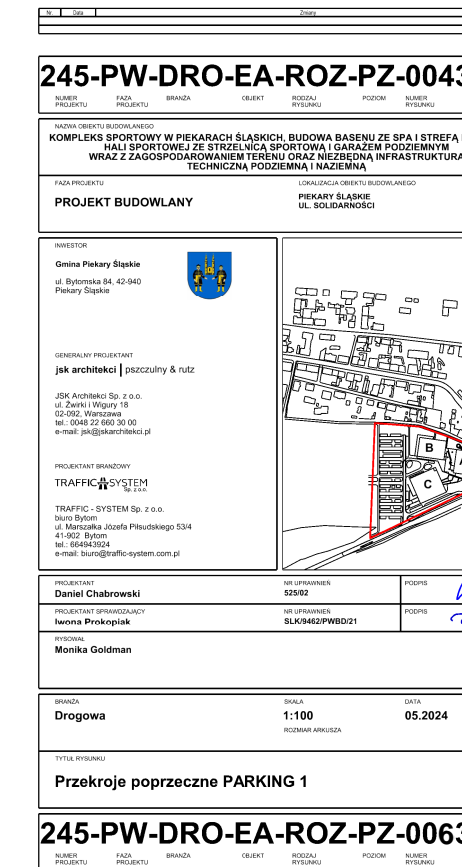 Nr. Data Zmiany
245-PW-DRO-EA-ROZ-PZ-0043
NUMER PROJEKTU FAZA PROJEKTU BRANŻA OBJEKT RODZAJ RYSUNKU POZIOM NUMER RYSUNKU
NAZWA OBIEKTU BUDOWLANEGO
KOMPLEKS SPORTOWY W PIEKARACH ŚLĄSKICH, BUDOWA BASENU ZE SPA I STREFĄ
HALI SPORTOWEJ ZE STRZELNICĄ SPORTOWĄ I GARAŻEM PODZIEMNYM
WRAZ Z ZAGOSPODAROWANIEM TERENU ORAZ NIEZBĘDNĄ INFRASTRUKTURĄ
TECHNICZNĄ PODZIEMNĄ I NAZIEMNĄ
FAZA PROJEKTU
PROJEKT BUDOWLANY
LOKALIZACJA OBIEKTU BUDOWLANEGO
PIEKARY ŚLĄSKIE
UL. SOLIDARNOŚCI
INWESTOR
Gmina Piekary Śląskie
ul. Bytomska 84, 42-940
Piekary Śląskie
GENERALNY PROJEKTANT
jsk architekci | pszczulny & rutz
JSK Architekci Sp. z o.o.
ul. Żwirki i Wigury 18
02-092, Warszawa
tel.: 0048 22 660 30 00
e-mail: jsk@jskarchitekci.pl
PROJEKTANT BRANŻOWY
TRAFFIC SYSTEM
Sp. z o.o.
TRAFFIC - SYSTEM Sp. z o.o.
biuro Bytom
ul. Marszałka Józefa Piłsudskiego 53/4
41-902 Bytom
tel.: 664943924
e-mail: biuro@traffic-system.com.pl
B
C
PROJEKTANT
Daniel Chabrowski
NR UPRAWNIEŃ
525/02
PODPIS
PROJEKTANT SPRAWDZAJĄCY
Iwona Prokopiak
NR UPRAWNIEŃ
SLK/9462/PWBD/21
PODPIS
RYSOWAŁ
Monika Goldman
BRANŻA
Drogowa
SKALA
1:100
ROZMIAR ARKUSZA
DATA
05.2024
TYTUŁ RYSUNKU
Przekroje poprzeczne PARKING 1
245-PW-DRO-EA-ROZ-PZ-0063
NUMER PROJEKTU FAZA PROJEKTU BRANŻA OBJEKT RODZAJ RYSUNKU POZIOM NUMER RYSUNKU